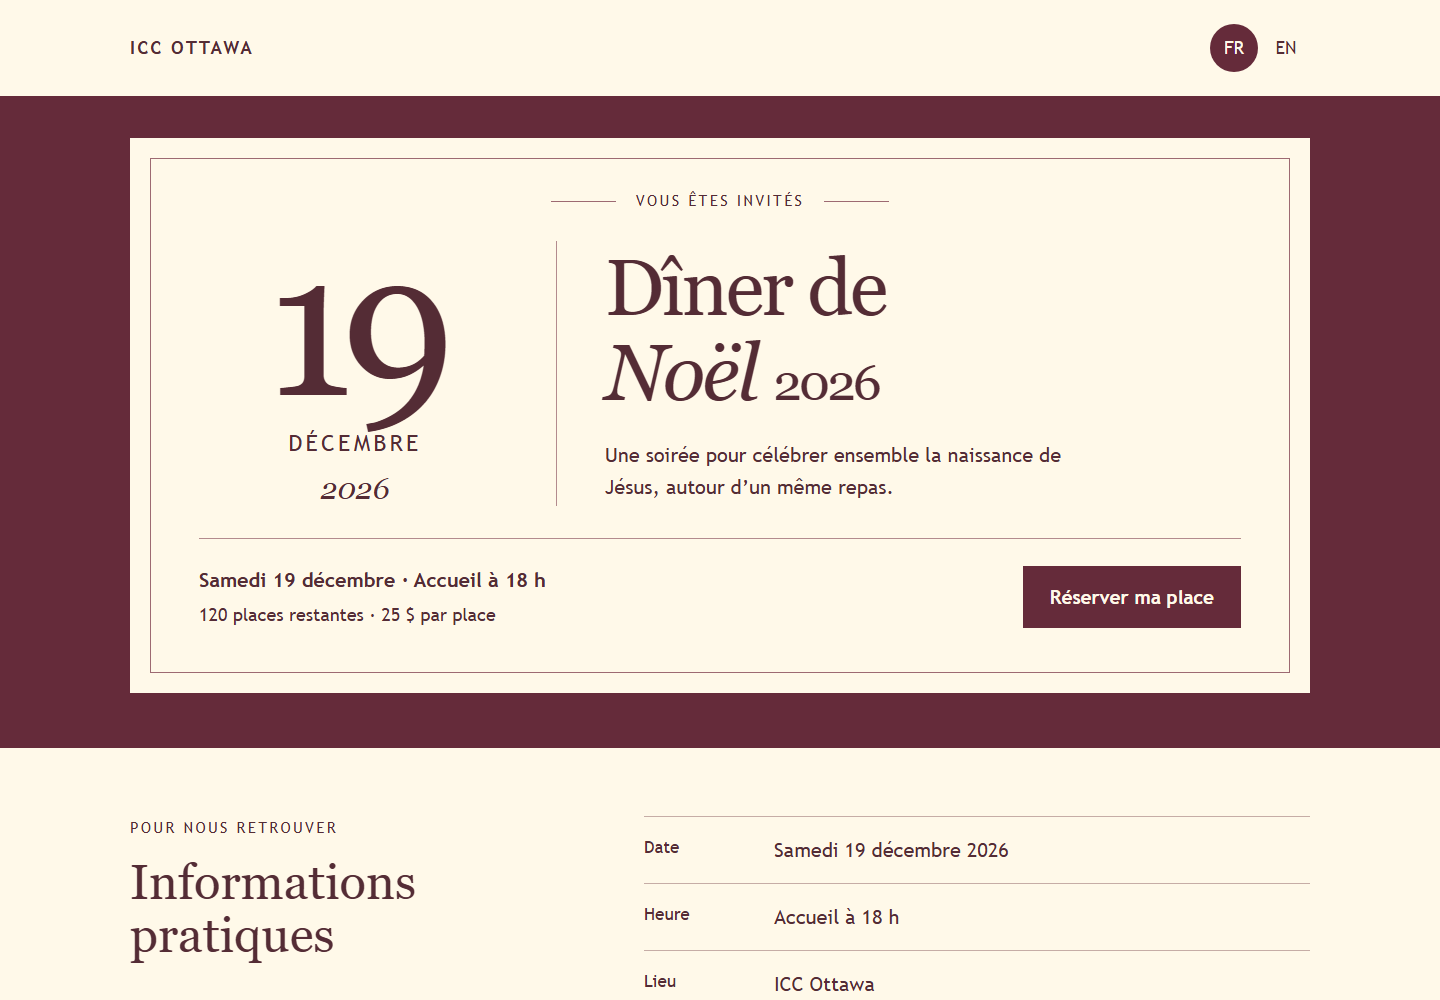 ICC OTTAWA
FR EN
VOUS ÊTES INVITÉS
19
DÉCEMBRE
2026
Dîner de
Noël 2026
Une soirée pour célébrer ensemble la naissance de
Jésus, autour d’un même repas.
Samedi 19 décembre · Accueil à 18 h
120 places restantes · 25 $ par place
Réserver ma place
POUR NOUS RETROUVER
Informations
pratiques
Date Samedi 19 décembre 2026
Heure Accueil à 18 h
Lieu ICC Ottawa